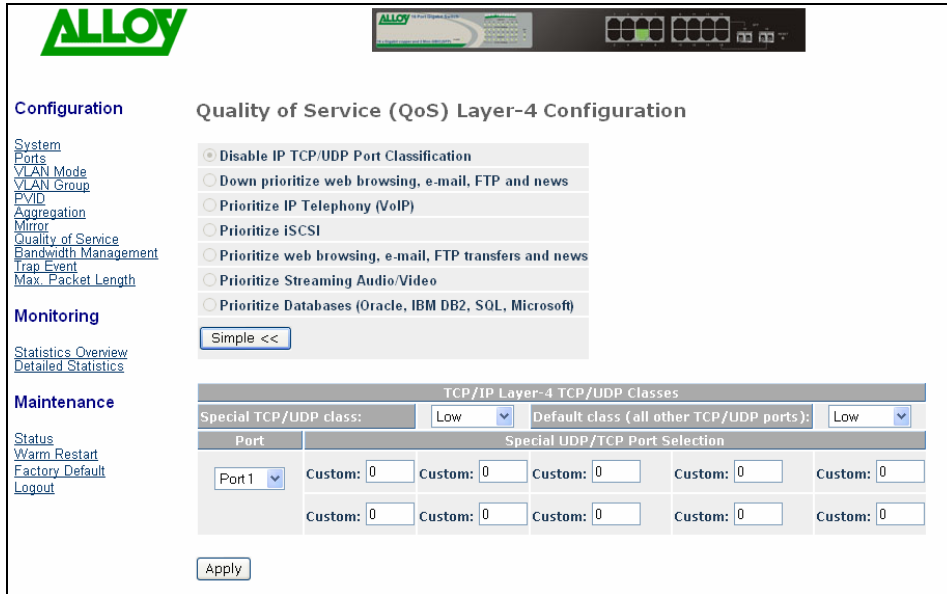 ALLOY
ALLOY
Configuration
System
Ports
VLAN Mode
VLAN Group
PVID
Aggregation
Mirror
Quality of Service
Bandwidth Management
Trap Event
Max. Packet Length
Monitoring
Statistics Overview
Detailed Statistics
Maintenance
Status
Warm Restart
Factory Default
Logout
Quality of Service (QoS) Layer-4 Configuration
Disable IP TCP/UDP Port Classification
Down prioritize web browsing, e-mail, FTP and news
Prioritize IP Telephony (VoIP)
Prioritize iSCSI
Prioritize web browsing, e-mail, FTP transfers and news
Prioritize Streaming Audio/Video
Prioritize Databases (Oracle, IBM DB2, SQL, Microsoft)
Simple <<
TCP/IP Layer-4 TCP/UDP Classes
Special TCP/UDP class: Low Default class (all other TCP/UDP ports): Low
Port Special UDP/TCP Port Selection
Port 1 Custom: 0 Custom: 0 Custom: 0 Custom: 0 Custom: 0
Custom: 0 Custom: 0 Custom: 0 Custom: 0 Custom: 0
Apply